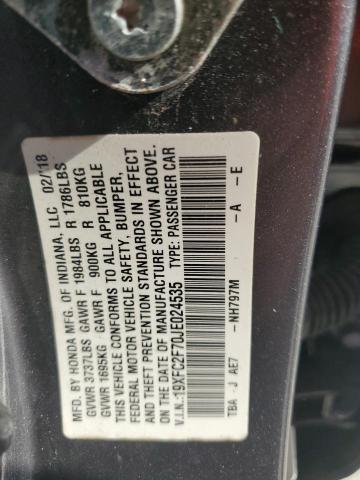 MFD. BY HONDA MFG. OF INDIANA, LLC 02/18
GVWR 3737LBS GAWR F 1984LBS R 1786LBS
GVWR 1695KG GAWR F 900KG R 810KG
THIS VEHICLE CONFORMS TO ALL APPLICABLE
FEDERAL MOTOR VEHICLE SAFETY, BUMPER,
AND THEFT PREVENTION STANDARDS IN EFFECT
ON THE DATE OF MANUFACTURE SHOWN ABOVE.
V.I.N.:19XFC2F70JE024535 TYPE: PASSENGER CAR
NH797M -A -E
TBA J AE7